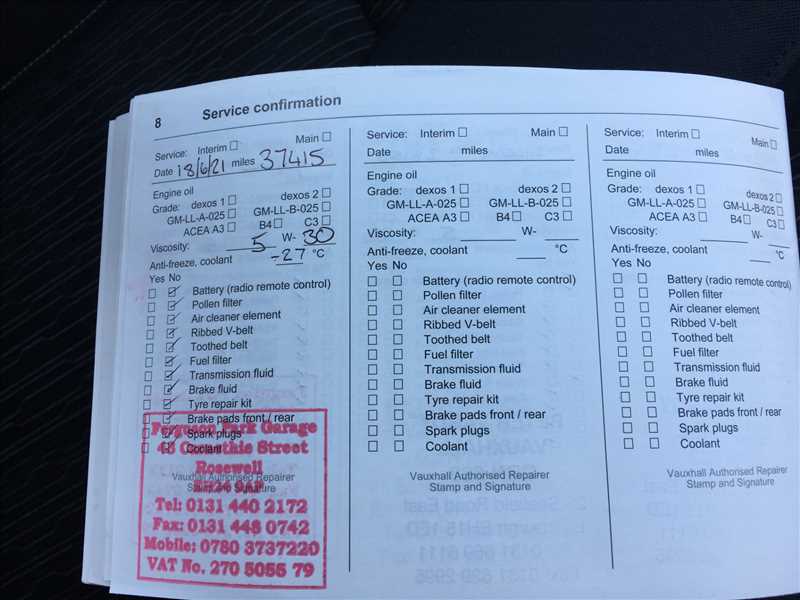 8 Service confirmation
Service: Interim Main
Date 18/6/21 miles 37415
Engine oil
Grade: dexos 1 dexos 2
GM-LL-A-025 GM-LL-B-025
ACEA A3 B4 C3
Viscosity: 5 W- 30
Anti-freeze, coolant -27 °C
Yes No
Battery (radio remote control)
Pollen filter
Air cleaner element
Ribbed V-belt
Toothed belt
Fuel filter
Transmission fluid
Brake fluid
Tyre repair kit
Brake pads front / rear
Spark plugs
Coolant
Vauxhall Authorised Repairer
Stamp and Signature
Ferguson Park Garage
Street
Rosewell
Tel: 0131 440 2172
Fax: 0131 448 0742
Mobile: 0780 3737220
VAT No. 270 5055 79
Service: Interim Main
Date miles
Engine oil
Grade: dexos 1 dexos 2
GM-LL-A-025 GM-LL-B-025
ACEA A3 B4 C3
Viscosity: W-
Anti-freeze, coolant °C
Yes No
Battery (radio remote control)
Pollen filter
Air cleaner element
Ribbed V-belt
Toothed belt
Fuel filter
Transmission fluid
Brake fluid
Tyre repair kit
Brake pads front / rear
Spark plugs
Coolant
Vauxhall Authorised Repairer
Stamp and Signature
Service: Interim Main
Date miles
Engine oil
Grade: dexos 1 dexos 2
GM-LL-A-025 GM-LL-B-025
ACEA A3 B4 C3
Viscosity: W-
Anti-freeze, coolant °C
Yes No
Battery (radio remote control)
Pollen filter
Air cleaner element
Ribbed V-belt
Toothed belt
Fuel filter
Transmission fluid
Brake fluid
Tyre repair kit
Brake pads front / rear
Spark plugs
Coolant
Vauxhall Authorised Repairer
Stamp and Signature